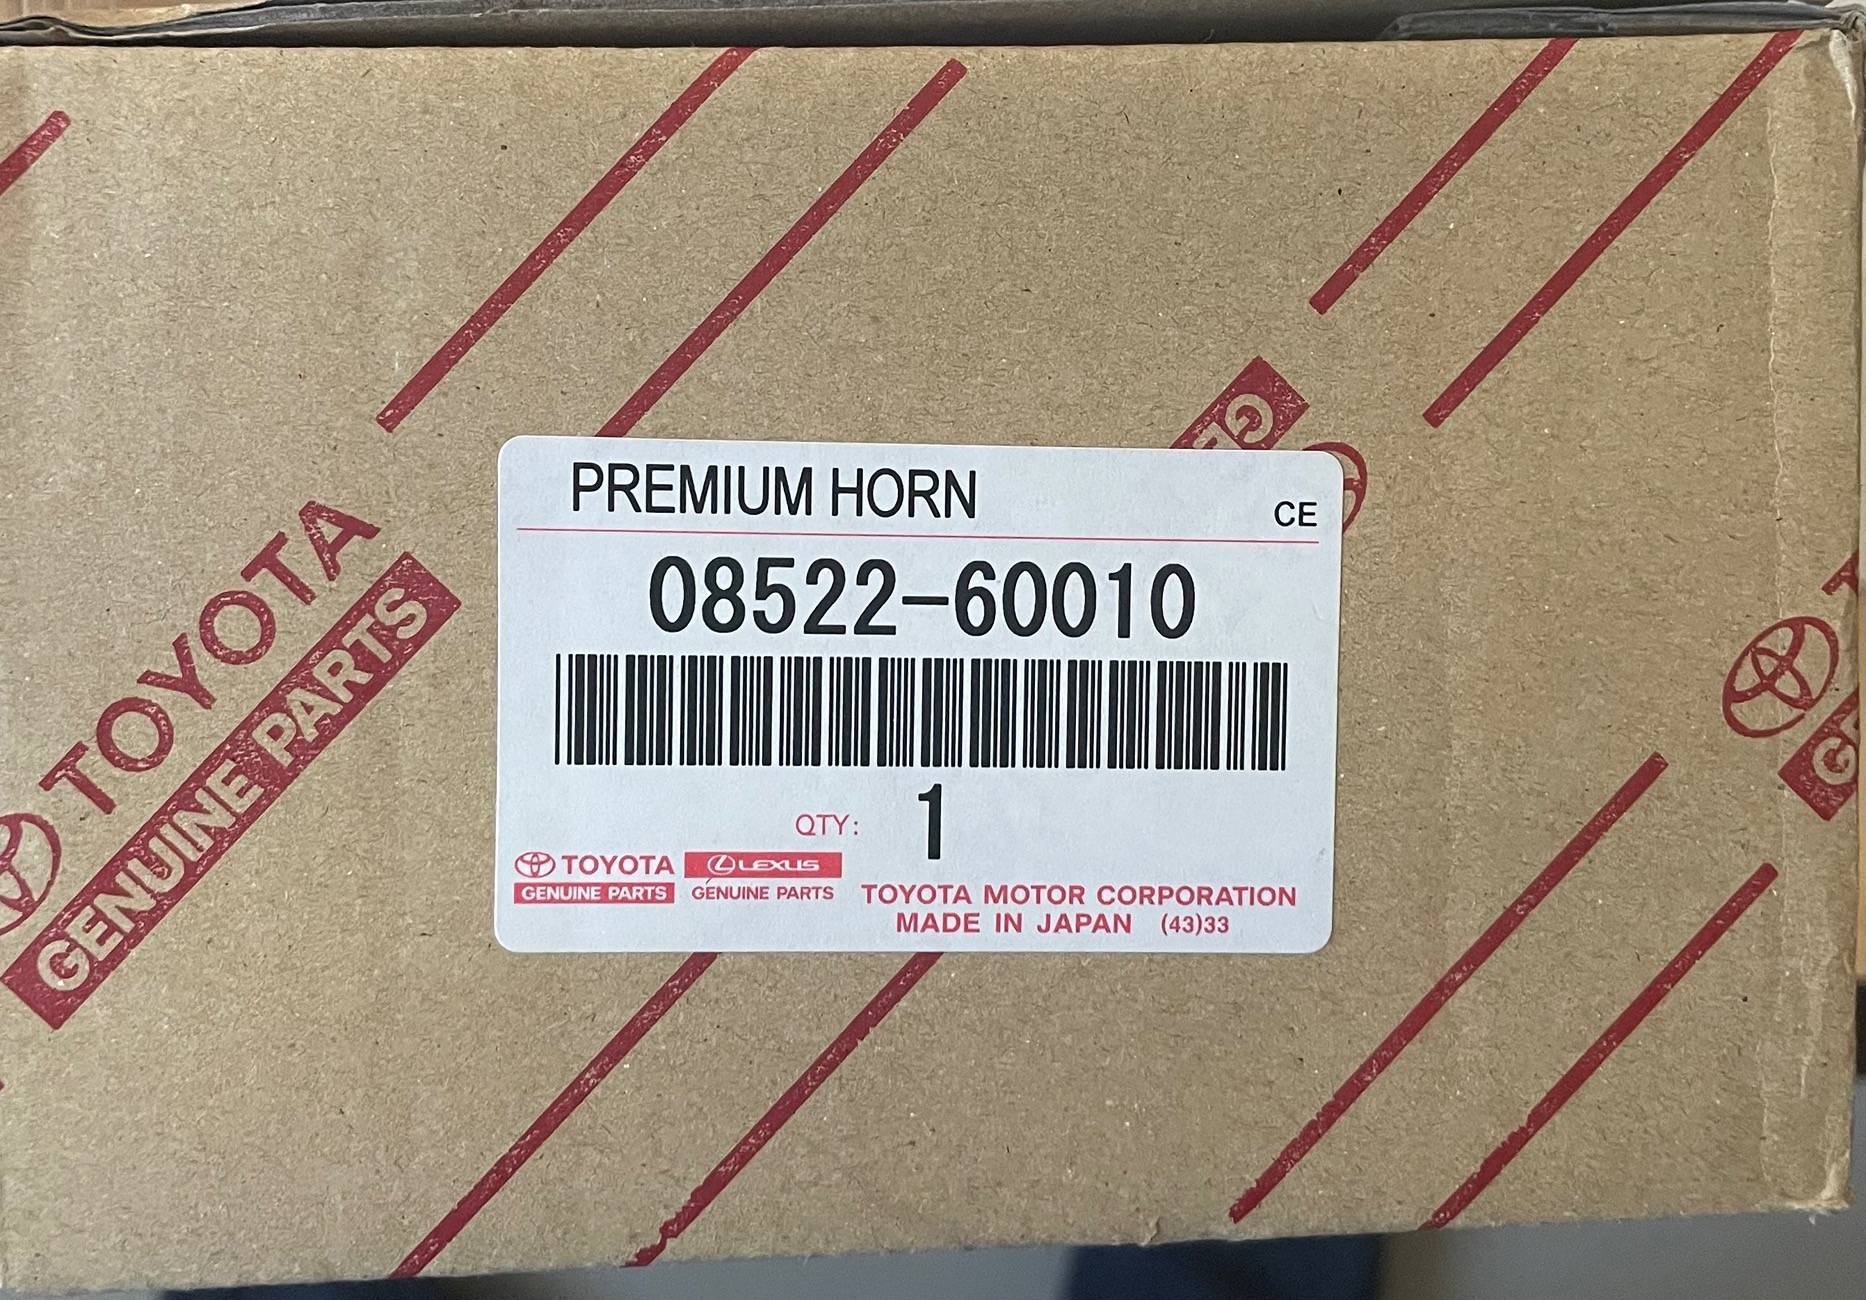 PREMIUM HORN
CE
08522-60010
QTY: 1
TOYOTA
GENUINE PARTS
LEXUS
GENUINE PARTS
TOYOTA MOTOR CORPORATION
MADE IN JAPAN (43)33
TOYOTA
GENUINE PARTS